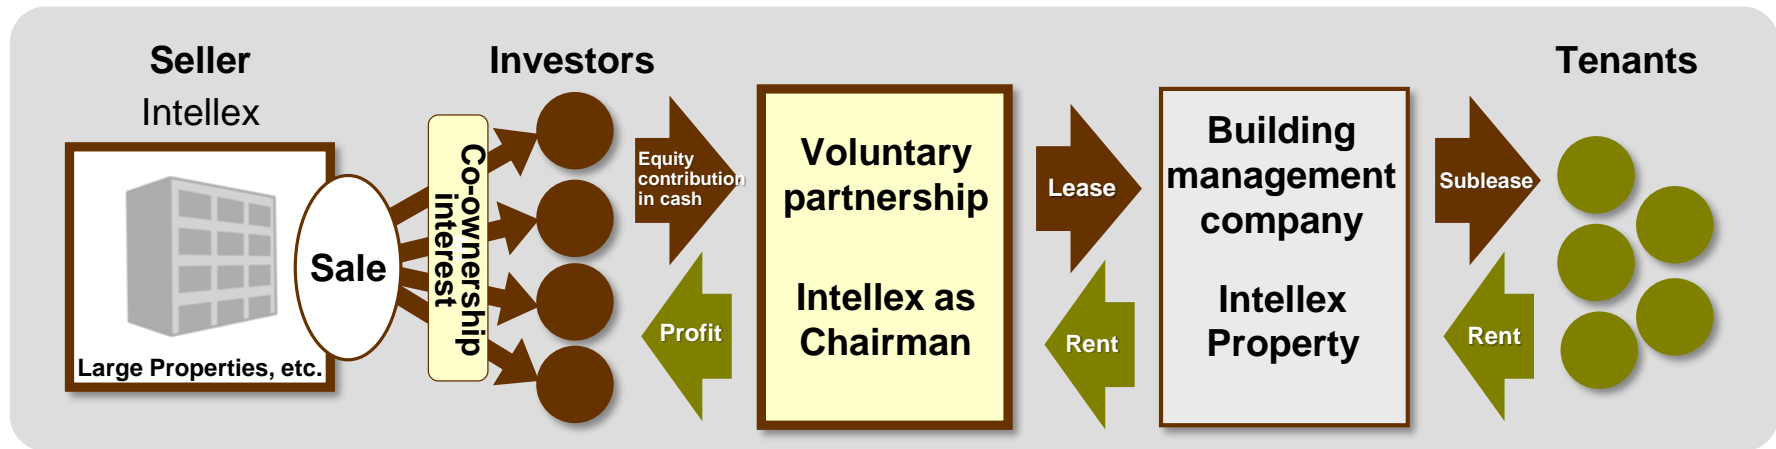 Seller
Intellex
Large Properties, etc.
Sale
Co-ownership
interest
Investors
Equity
contribution
in cash
Profit
Voluntary
partnership
Intellex as
Chairman
Lease
Rent
Building
management
company
Intellex
Property
Sublease
Rent
Tenants